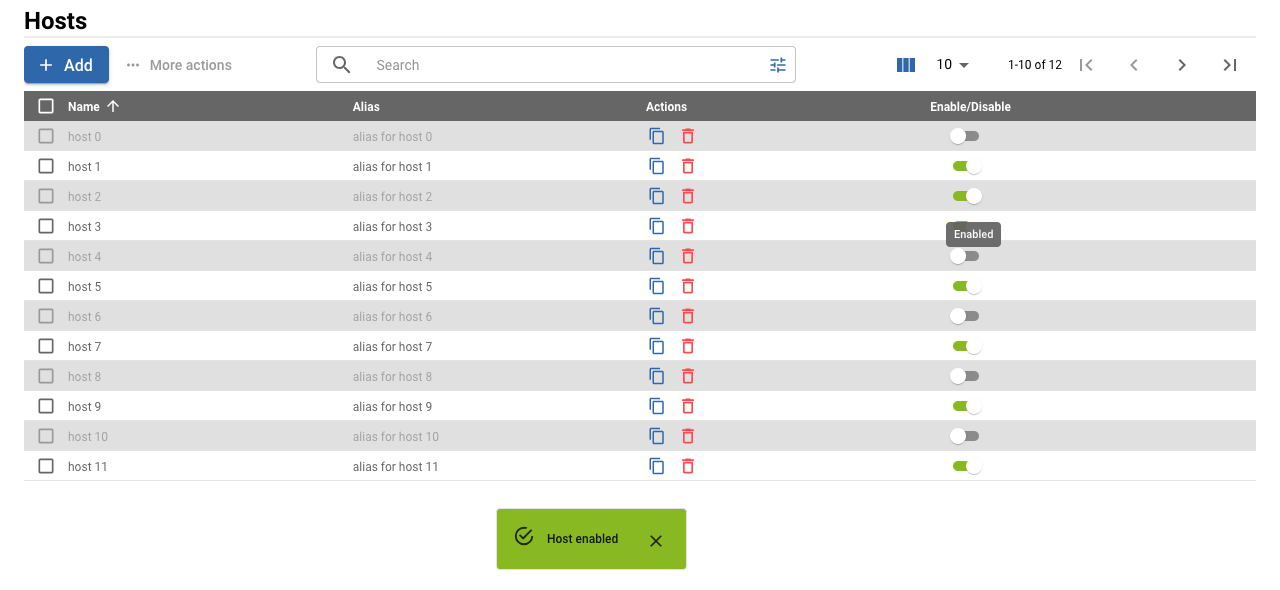 Hosts
Add More actions Search 10 1-10 of 12
Name Alias Actions Enable/Disable
host 0 alias for host 0
host 1 alias for host 1
host 2 alias for host 2
host 3 alias for host 3
Enabled
host 4 alias for host 4
host 5 alias for host 5
host 6 alias for host 6
host 7 alias for host 7
host 8 alias for host 8
host 9 alias for host 9
host 10 alias for host 10
host 11 alias for host 11
Host enabled